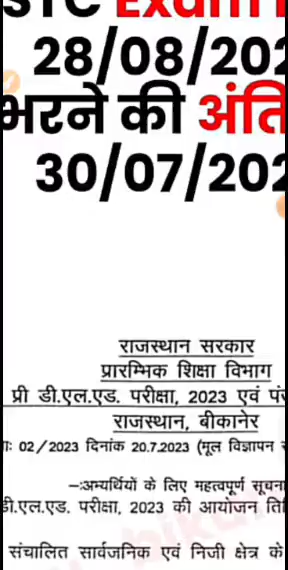 STC Exam
28/08/202
भरने की अंति
30/07/202
राजस्थान सरकार
प्रारम्भिक शिक्षा विभाग
प्री डी.एल.एड. परीक्षा, 2023 एवं पं
राजस्थान, बीकानेर
02/2023 दिनांक 20.7.2023 (मूल विज्ञापन
-:अभ्यर्थियों के लिए महत्वपूर्ण सूचना
डी.एल.एड. परीक्षा, 2023 की आयोजन ति
संचालित सार्वजनिक एवं निजी क्षेत्र के